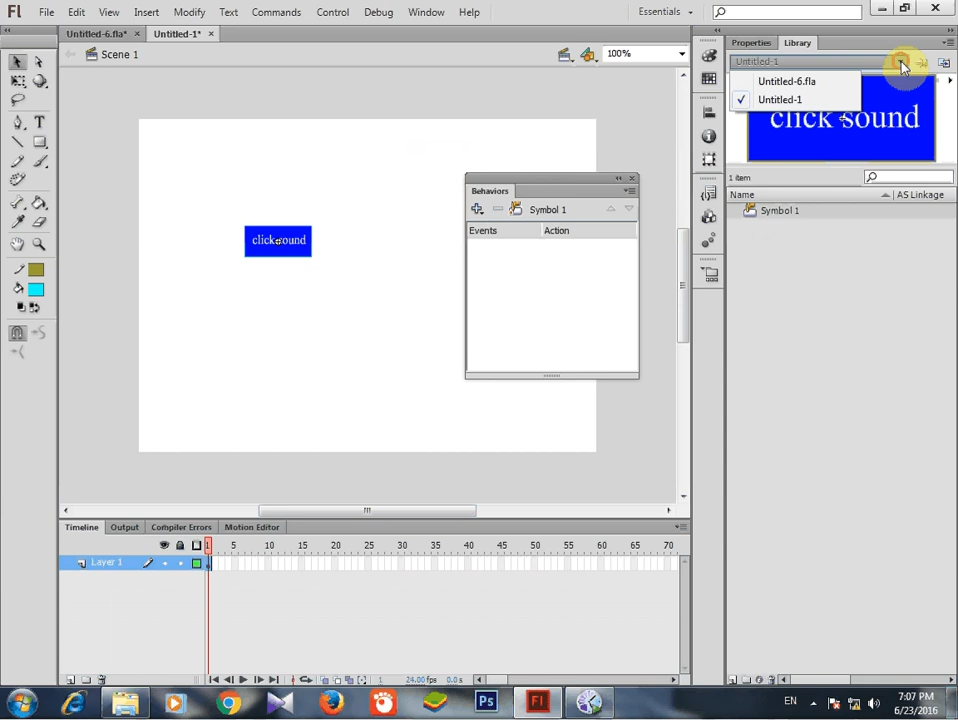 Fl File Edit View Insert Modify Text Commands Control Debug Window Help Essentials
Untitled-6.fla* × Untitled-1* ×
Scene 1 100%
Properties Library
Untitled-1
Untitled-6.fla
Untitled-1
click sound
1 item
Name AS Linkage
Symbol 1
click sound
Behaviors
Symbol 1
Events Action
Timeline Output Compiler Errors Motion Editor
1 5 10 15 20 25 30 35 40 45 50 55 60 65 70
Layer 1
1 24.00 fps 0.0 s
Ps Fl EN 7:07 PM
6/23/2016